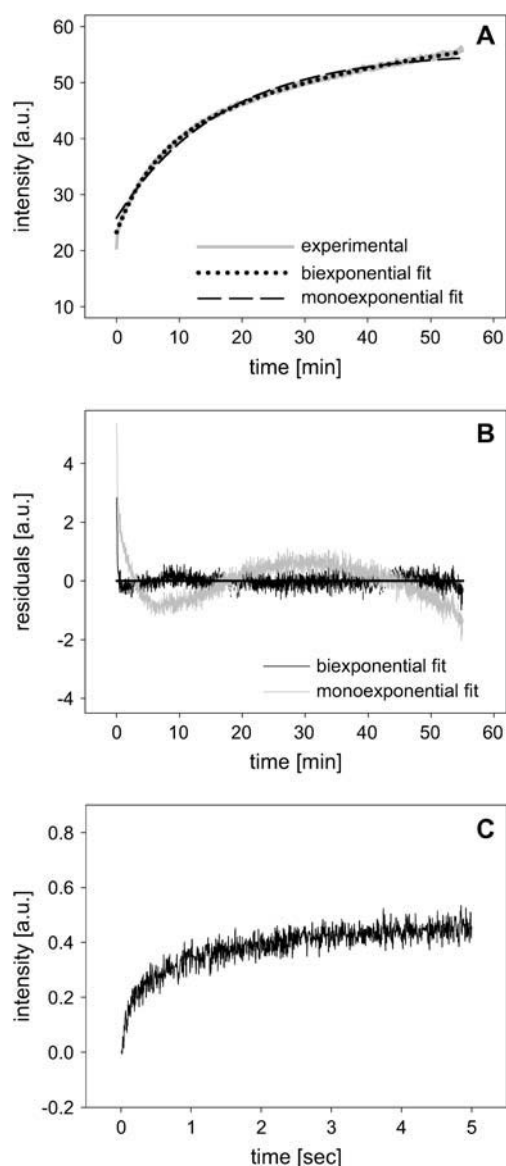 A
60
50
40
30
20
10
intensity [a.u.]
experimental
biexponential fit
monoexponential fit
0 10 20 30 40 50 60
time [min]
B
4
2
0
-2
-4
residuals [a.u.]
biexponential fit
monoexponential fit
0 10 20 30 40 50 60
time [min]
C
0.8
0.6
0.4
0.2
0.0
-0.2
intensity [a.u.]
0 1 2 3 4 5
time [sec]